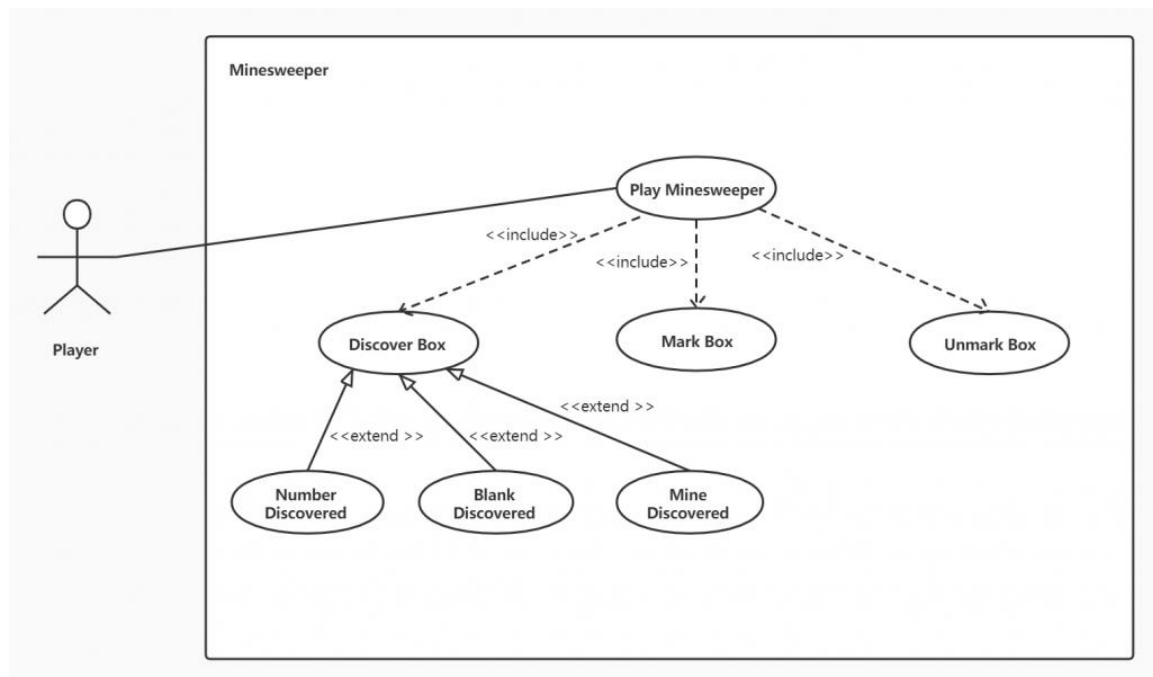 Minesweeper
Play Minesweeper
<<include>>
<<include>>
<<include>>
Player
Discover Box
Mark Box
Unmark Box
<<extend >>
<<extend >>
<<extend >>
Number
Discovered
Blank
Discovered
Mine
Discovered